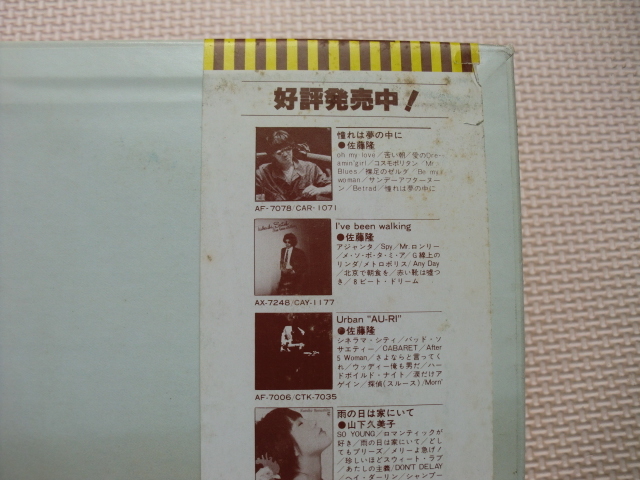 好評発売中!
憧れは夢の中に
●佐藤隆
oh my love／苦い朝／愛のDre-
amin' girl／コスモポリタン／Mr.
Blues／裸足のゼルダ／Be my
woman／サンデーアフターヌー
ン／Betrad／憧れは夢の中に
AF-7078／CAR-1071
I've been walking
●佐藤隆
アジャンタ／Spy／Mr.ロンリー
／メ・ソ・ポ・タ・ミ・ア／G線上の
リンダ／メトロポリス／Any Day
／北京で朝食を／赤い靴は嘘つ
き／8ビート・ドリーム
AX-7248／CAY-1177
Urban "AU-RI"
●佐藤隆
シネラマ・シティ／バッド・ソ
サエティー／CABARET／After
5 Woman／さよならと言ってく
れ／ウッディー俺も男だ／ハー
ドボイルド・ナイト／涙だけア
ゲイン／探偵(スルース)／Morn'
AF-7006／CTK-7035
雨の日は家にいて
●山下久美子
SO YOUNG／ロマンティックが
好き／雨の日は家にいて／どし
てもプリーズ／メリーよ急げ!
／珍しいほどスウィート・ラブ
／あたしの主義／DON'T DELAY
／ヘイ・ダーリン／シャンプー